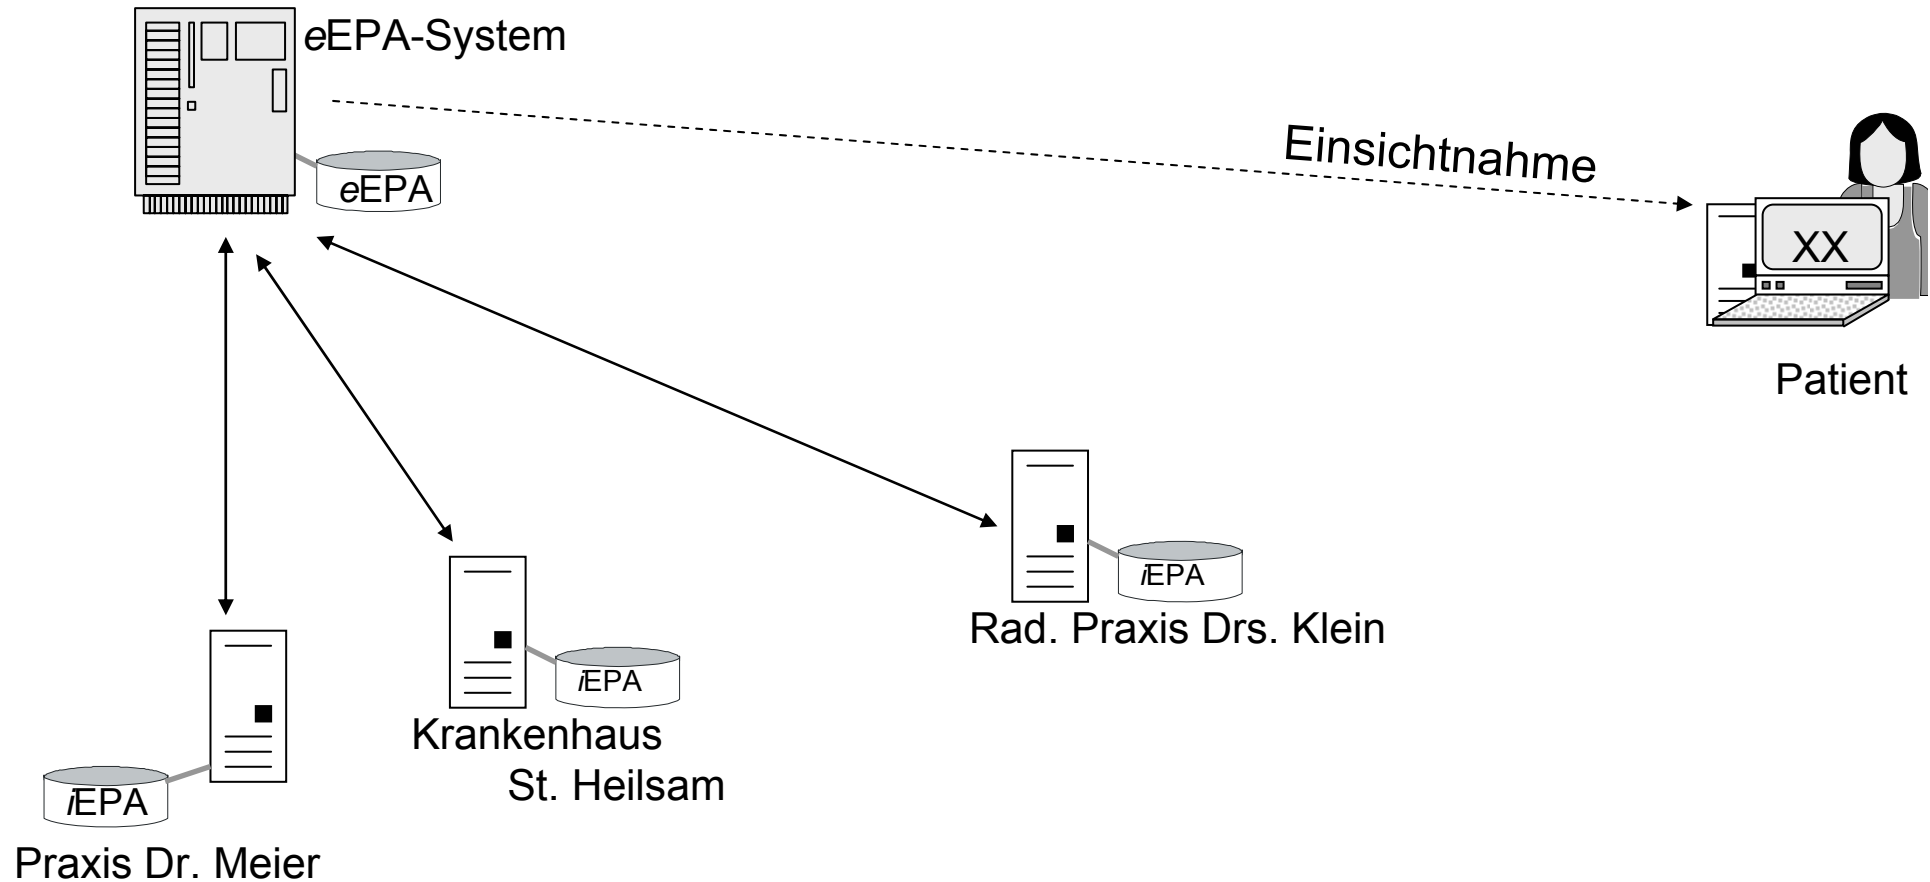 eEPA-System
eEPA
Einsichtnahme
XX
Patient
iEPA
Rad. Praxis Drs. Klein
iEPA
Krankenhaus
St. Heilsam
iEPA
Praxis Dr. Meier